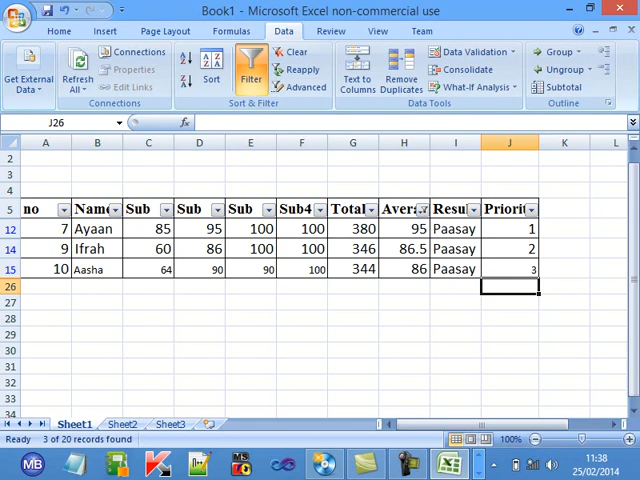 Book1 - Microsoft Excel non-commercial use
Home Insert Page Layout Formulas Data Review View Team
Get External Data
Refresh All
Connections
Properties
Edit Links
Connections
Sort
Filter
Clear
Reapply
Advanced
Sort & Filter
Text to Columns
Remove Duplicates
Data Validation
Consolidate
What-If Analysis
Data Tools
Group
Ungroup
Subtotal
Outline
J26 fx
A B C D E F G H I J K L
2
3
4
5 no Name Sub Sub Sub Sub4 Total Avera Resu Priorit
12 7 Ayaan 85 95 100 100 380 95 Paasay 1
14 9 Ifrah 60 86 100 100 346 86.5 Paasay 2
15 10 Aasha 64 90 90 100 344 86 Paasay 3
26
27
28
29
30
31
32
33
34
Sheet1 Sheet2 Sheet3
Ready 3 of 20 records found 100%
MB MS 11:38
25/02/2014